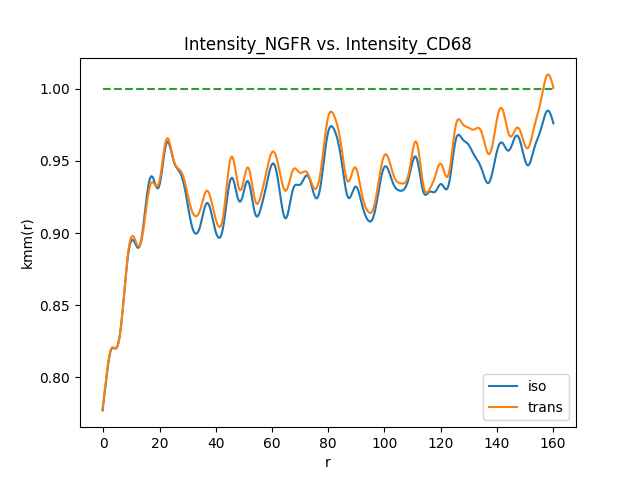 Intensity_NGFR vs. Intensity_CD68
kmm(r)
1.00
0.95
0.90
0.85
0.80
0 20 40 60 80 100 120 140 160
r
iso
trans